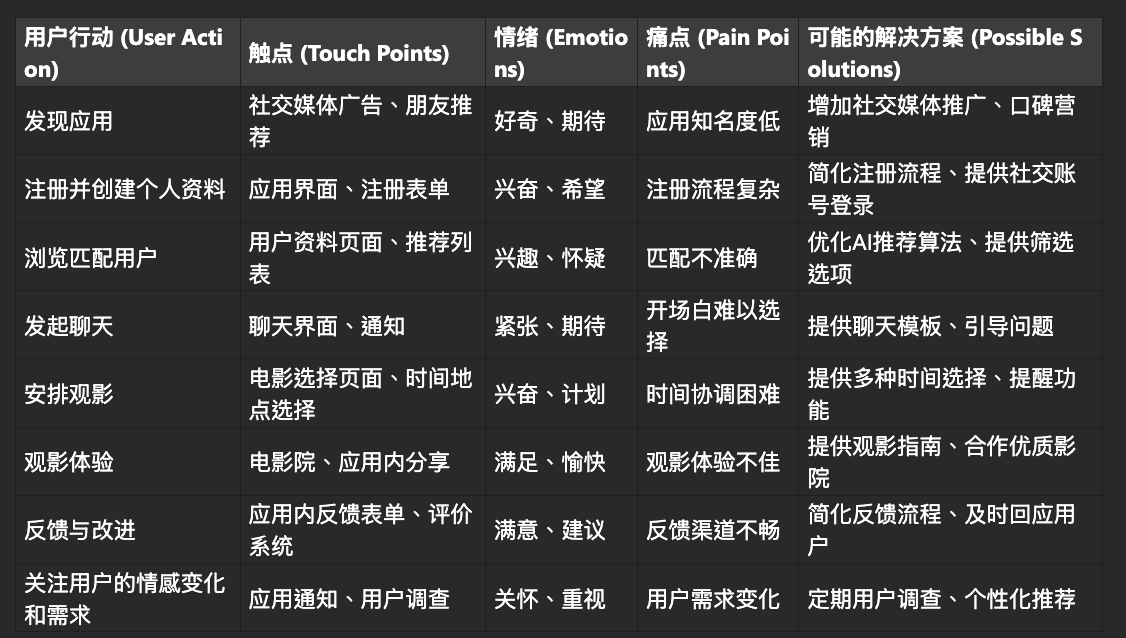 用户行动 (User Acti
on)
触点 (Touch Points)
情绪 (Emotio
ns)
痛点 (Pain Poi
nts)
可能的解决方案 (Possible S
olutions)
发现应用
社交媒体广告、朋友推
荐
好奇、期待
应用知名度低
增加社交媒体推广、口碑营
销
注册并创建个人资料
应用界面、注册表单
兴奋、希望
注册流程复杂
简化注册流程、提供社交账
号登录
浏览匹配用户
用户资料页面、推荐列
表
兴趣、怀疑
匹配不准确
优化AI推荐算法、提供筛选
选项
发起聊天
聊天界面、通知
紧张、期待
开场白难以选
择
提供聊天模板、引导问题
安排观影
电影选择页面、时间地
点选择
兴奋、计划
时间协调困难
提供多种时间选择、提醒功
能
观影体验
电影院、应用内分享
满足、愉快
观影体验不佳
提供观影指南、合作优质影
院
反馈与改进
应用内反馈表单、评价
系统
满意、建议
反馈渠道不畅
简化反馈流程、及时回应用
户
关注用户的情感变化
和需求
应用通知、用户调查
关怀、重视
用户需求变化
定期用户调查、个性化推荐